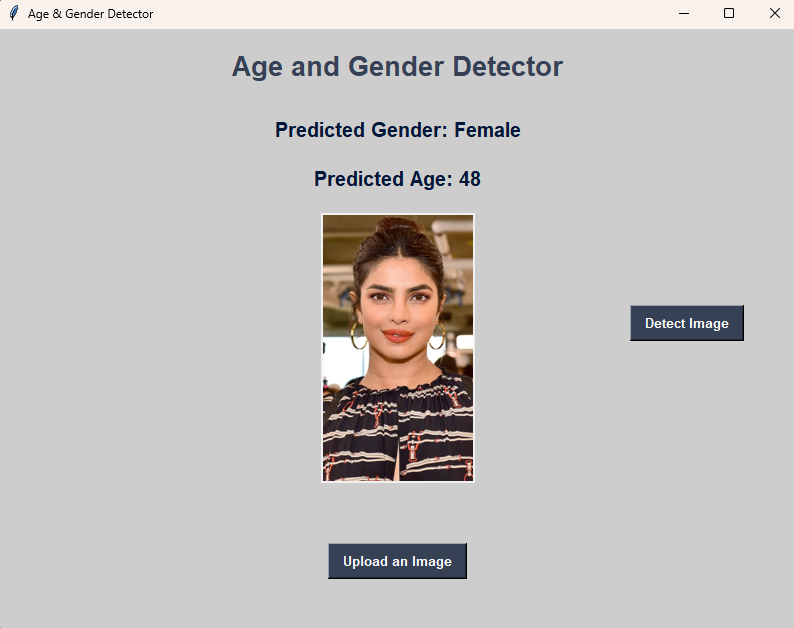 Age & Gender Detector
Age and Gender Detector
Predicted Gender: Female
Predicted Age: 48
Detect Image
Upload an Image